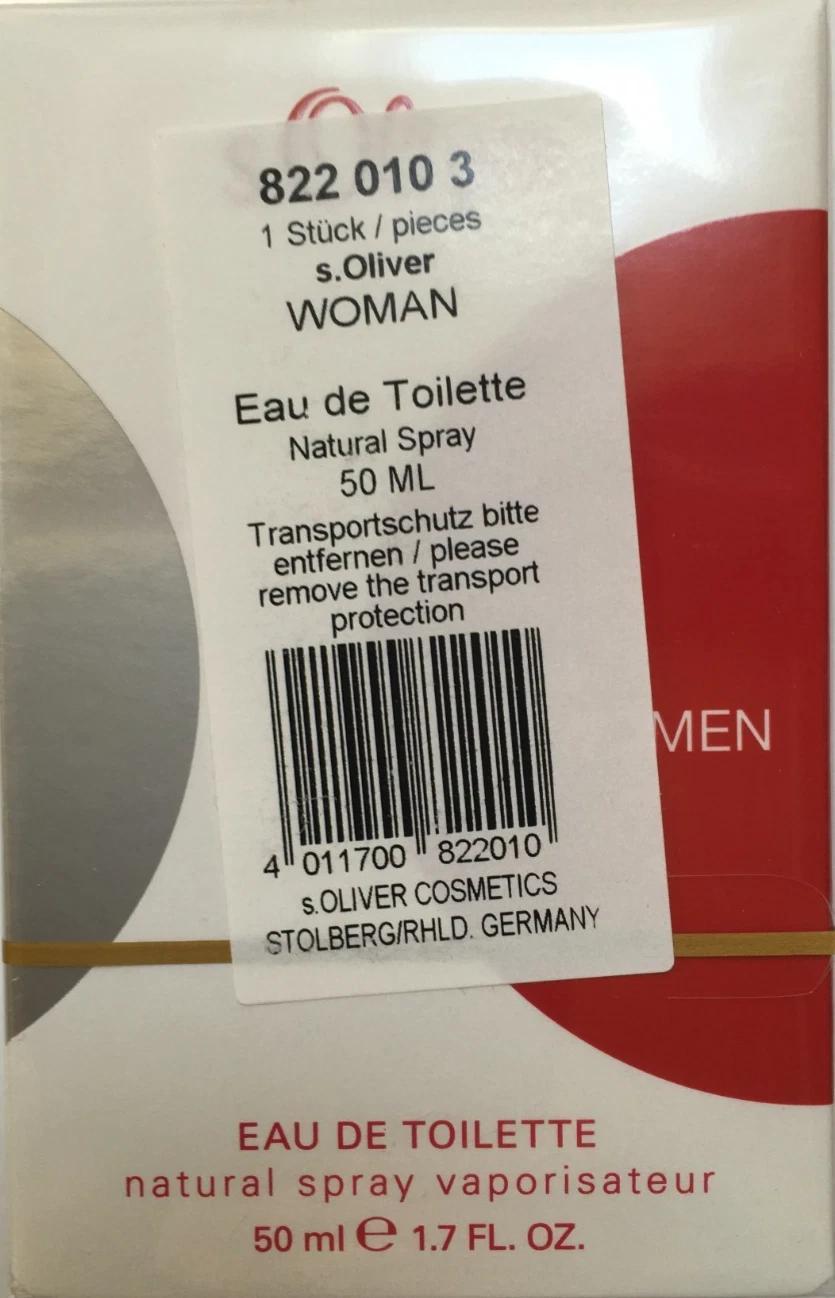 822 010 3
1 Stück / pieces
s.Oliver
WOMAN
Eau de Toilette
Natural Spray
50 ML
Transportschutz bitte
entfernen / please
remove the transport
protection
4 011700 822010
s.OLIVER COSMETICS
STOLBERG/RHLD. GERMANY
MEN
EAU DE TOILETTE
natural spray vaporisateur
50 ml ℮ 1.7 FL. OZ.